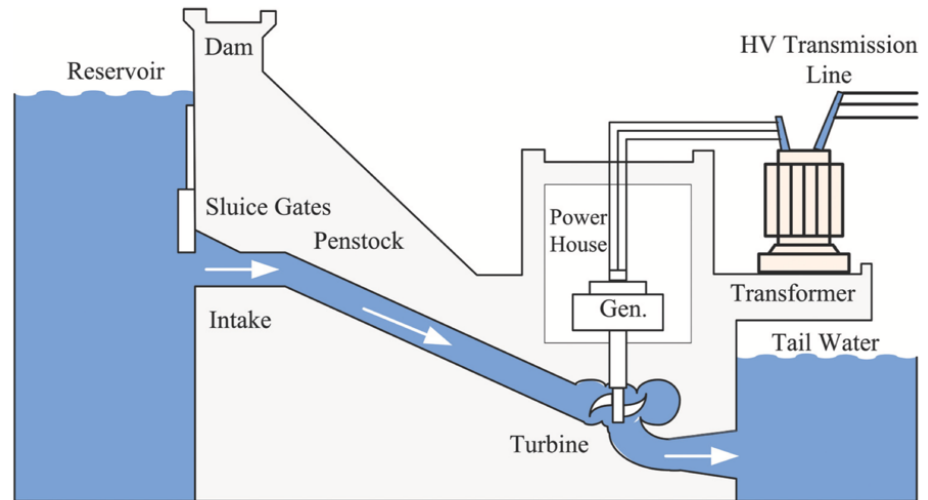 Dam
HV Transmission
Line
Reservoir
Sluice Gates
Penstock
Power
House
Intake
Gen.
Transformer
Tail Water
Turbine